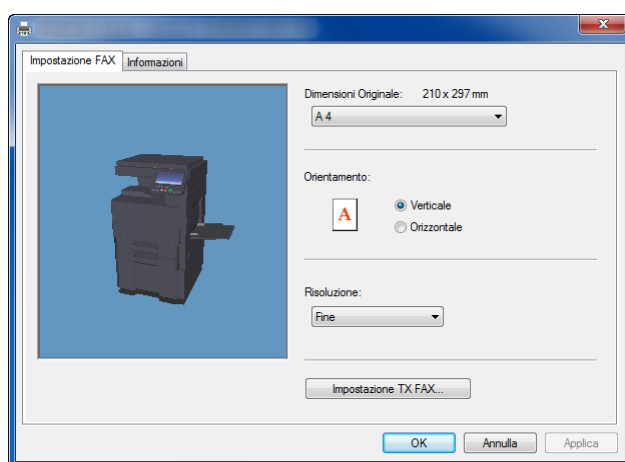 Impostazione FAX Informazioni
Dimensioni Originale: 210 x 297 mm
A4
Orientamento:
A
Verticale
Orizzontale
Risoluzione:
Fine
Impostazione TX FAX...
OK Annulla Applica